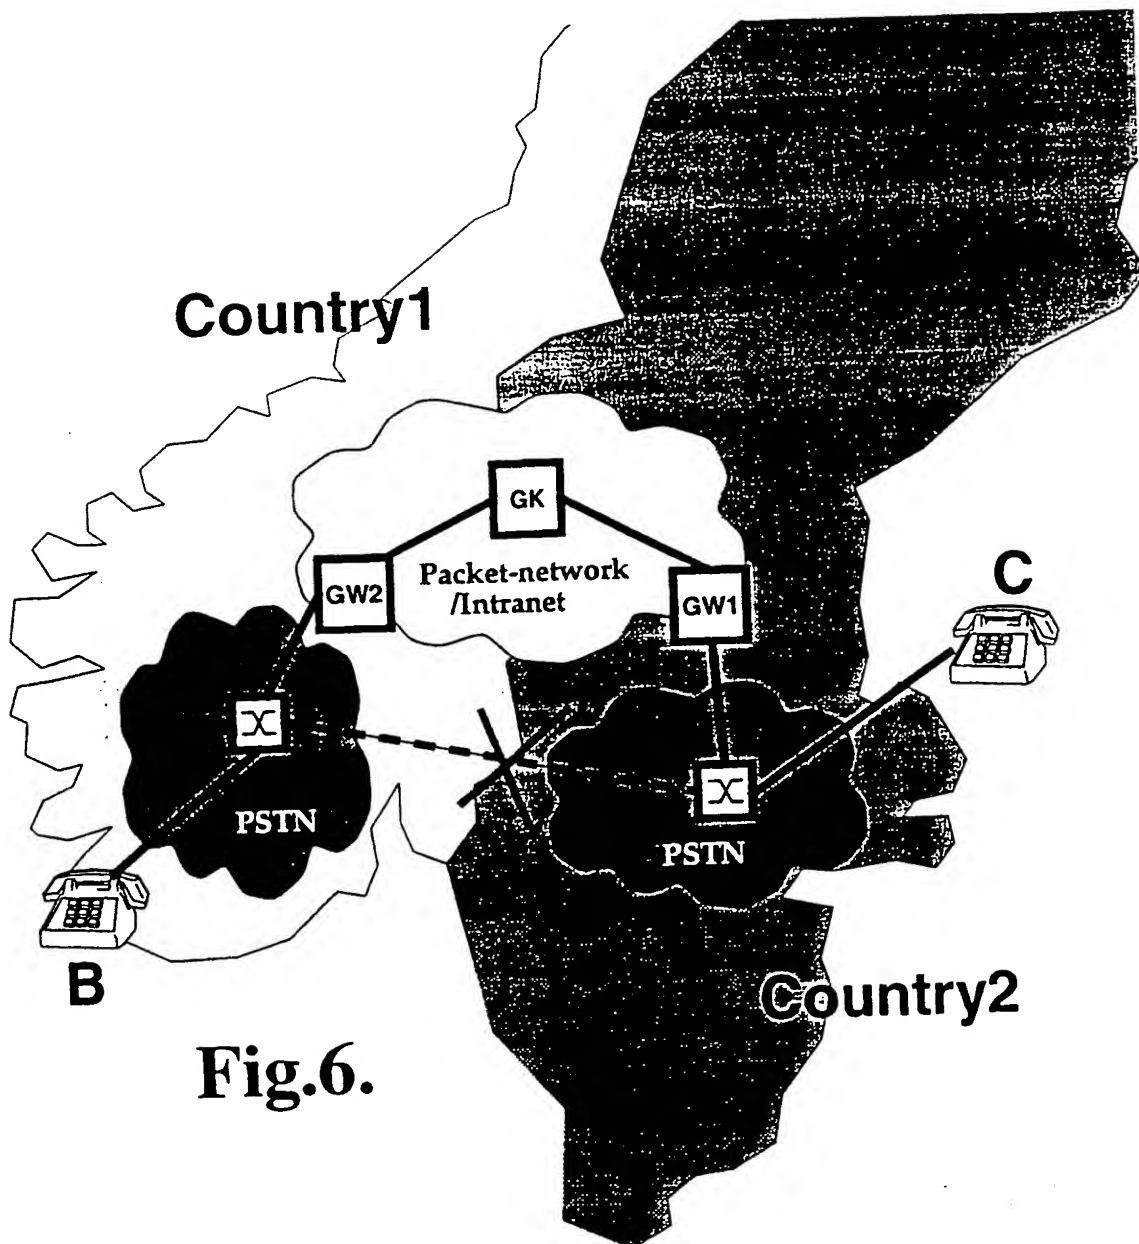 Country1
GK
Packet-network
/Intranet
GW2
GW1
C
PSTN
PSTN
B
Country2
Fig.6.